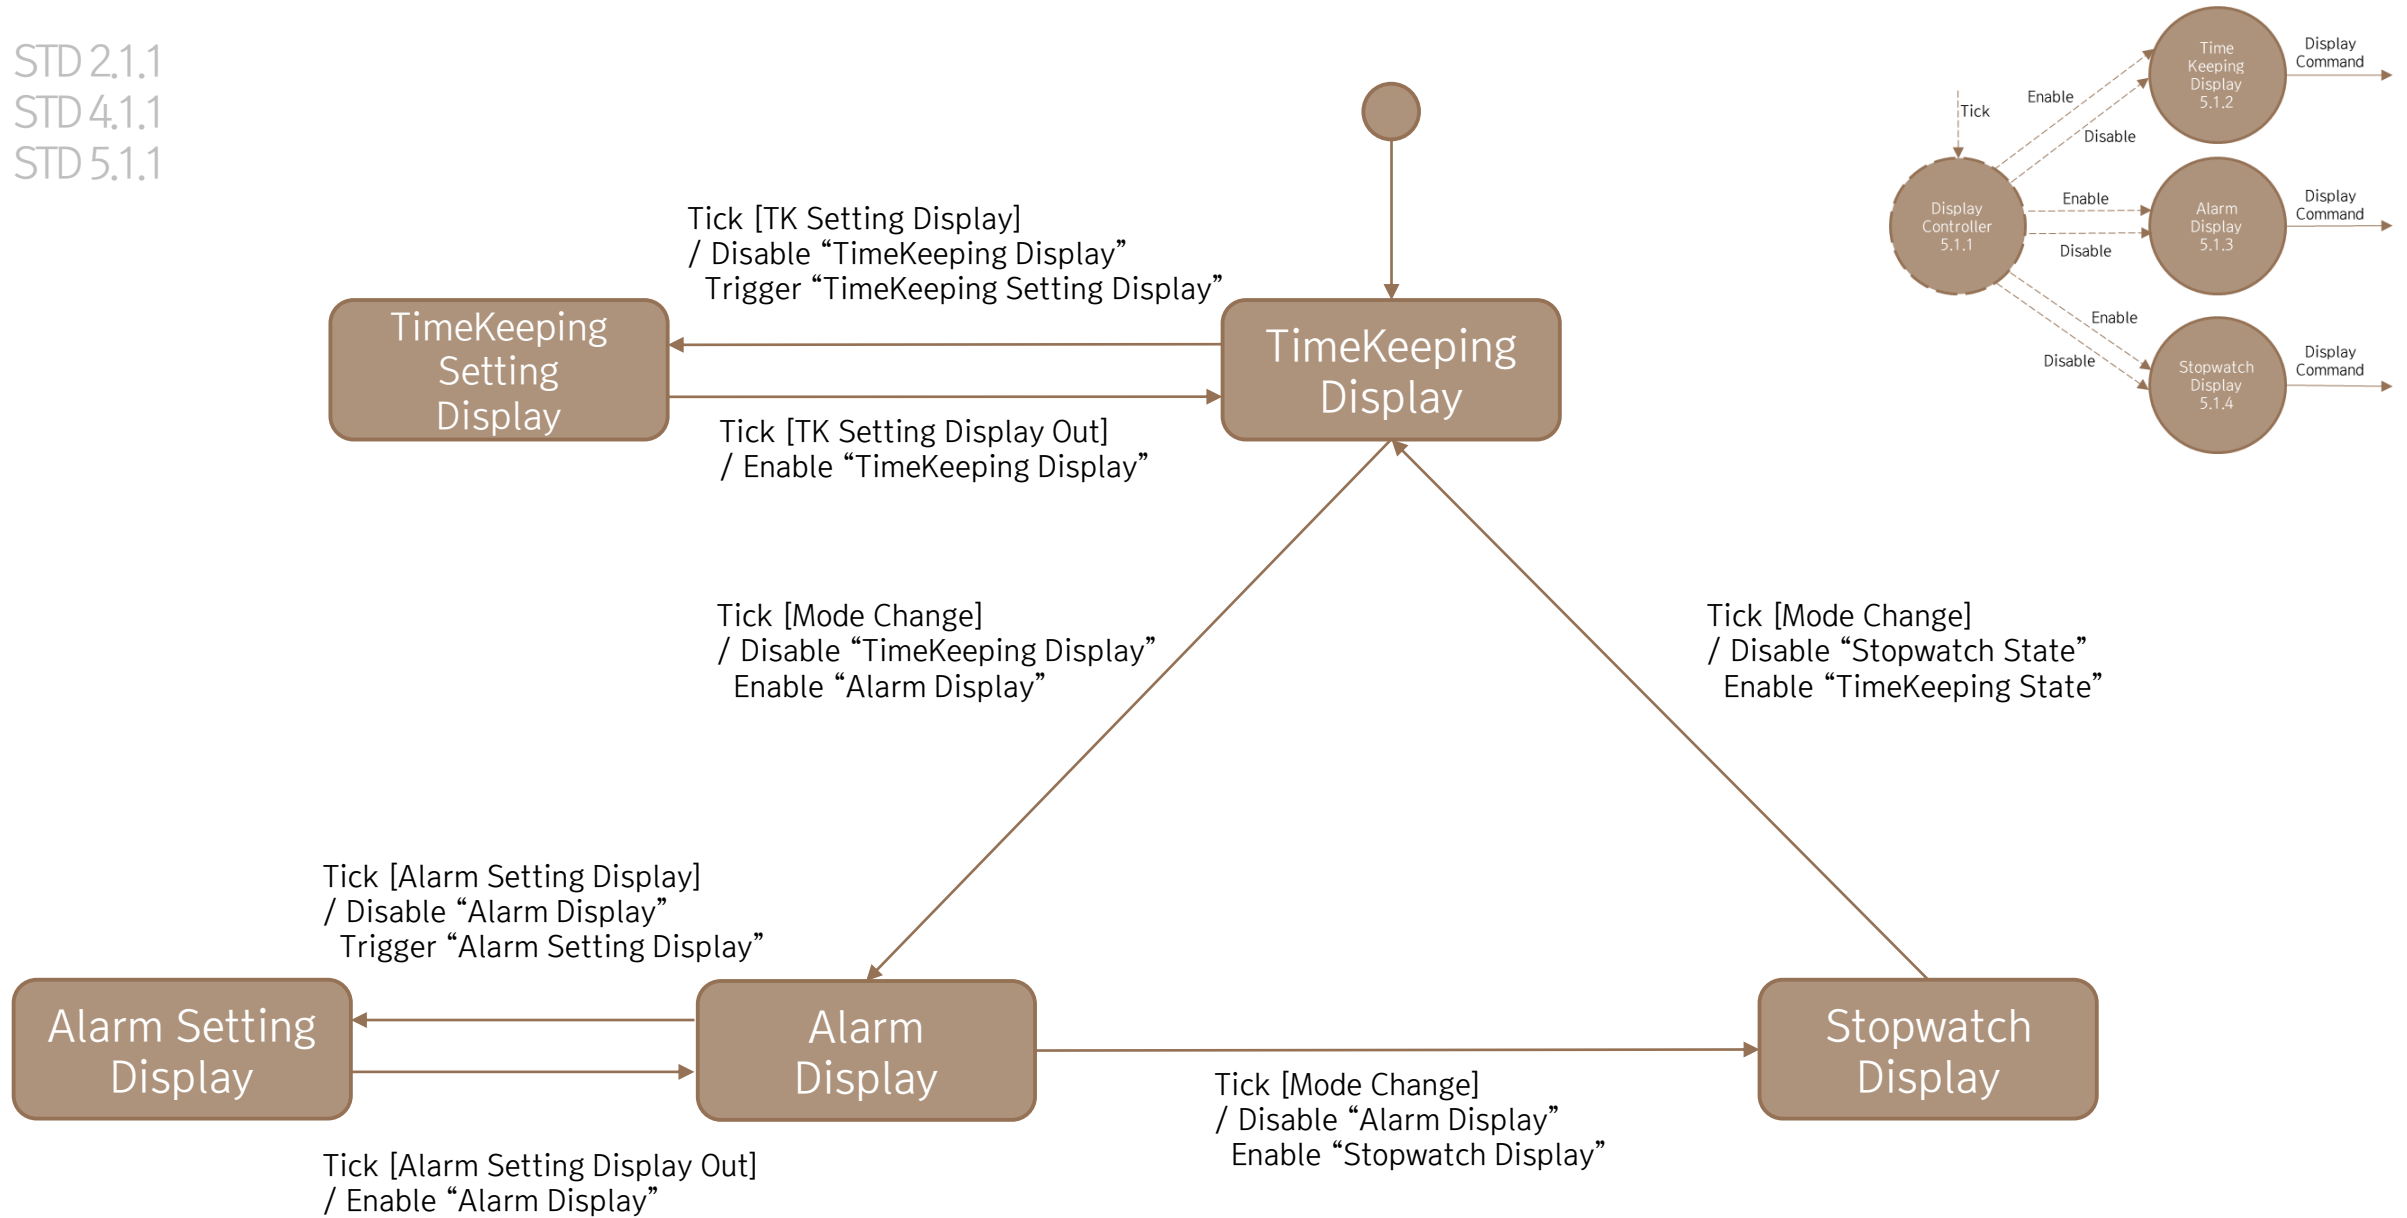 STD 2.1.1
STD 4.1.1
STD 5.1.1
Tick
Enable
Disable
Enable
Disable
Enable
Disable
Display
Controller
5.1.1
Time
Keeping
Display
5.1.2
Display
Command
Alarm
Display
5.1.3
Display
Command
Stopwatch
Display
5.1.4
Display
Command
Tick [TK Setting Display]
/ Disable “TimeKeeping Display”
Trigger “TimeKeeping Setting Display”
TimeKeeping
Setting
Display
TimeKeeping
Display
Tick [TK Setting Display Out]
/ Enable “TimeKeeping Display”
Tick [Mode Change]
/ Disable “TimeKeeping Display”
Enable “Alarm Display”
Tick [Mode Change]
/ Disable “Stopwatch State”
Enable “TimeKeeping State”
Tick [Alarm Setting Display]
/ Disable “Alarm Display”
Trigger “Alarm Setting Display”
Alarm Setting
Display
Alarm
Display
Stopwatch
Display
Tick [Mode Change]
/ Disable “Alarm Display”
Enable “Stopwatch Display”
Tick [Alarm Setting Display Out]
/ Enable “Alarm Display”